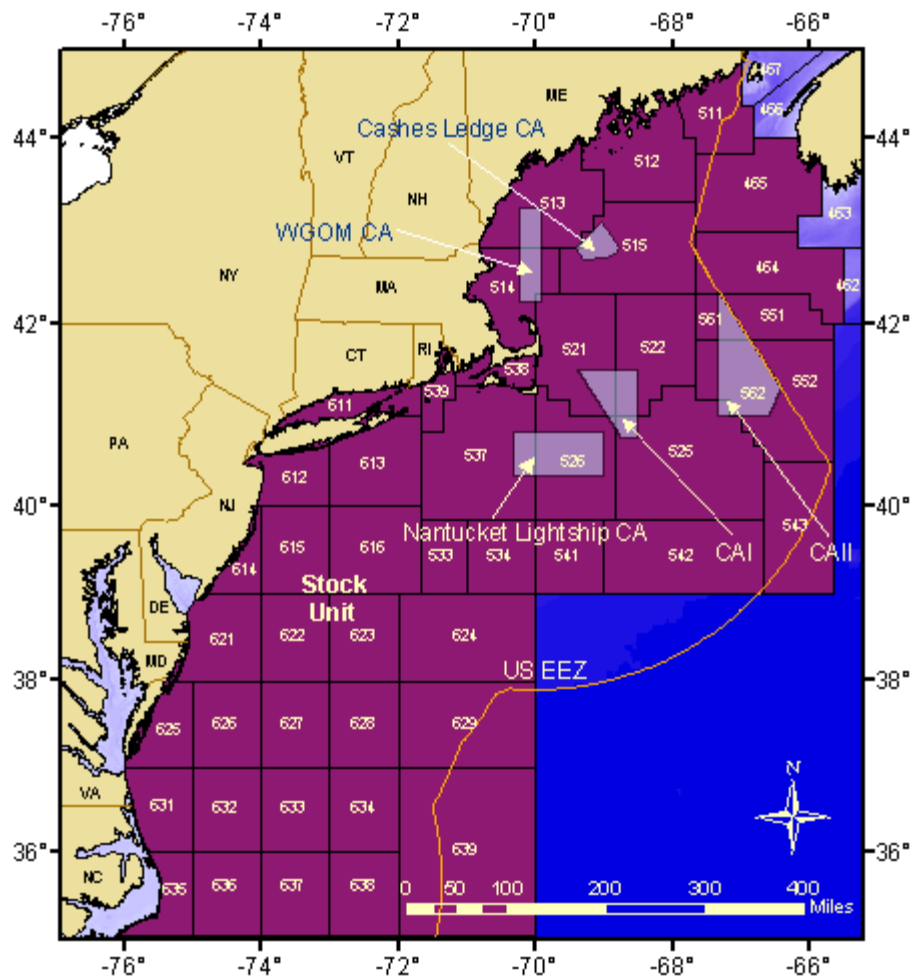 -76° -74° -72° -70° -68° -66°
467
ME
511
466
44°
44°
Cashes Ledge CA
VT
512
465
NH
513
463
WGOM CA
515
NY
464
462
MA
514
42°
551
42°
561
CT
RI
521
522
538
552
539
562
611
PA
537
526
525
613
612
40°
40°
NJ
Nantucket Lightship CA
543
615
616
533
534
541
542
CAI
CAII
614
Stock
Unit
DE
621
622
623
624
MD
US EEZ
38°
38°
625
626
627
628
629
N
VA
631
632
633
634
36°
36°
639
NC
635
636
637
638
0 50 100 200 300 400
Miles
-76° -74° -72° -70° -68° -66°